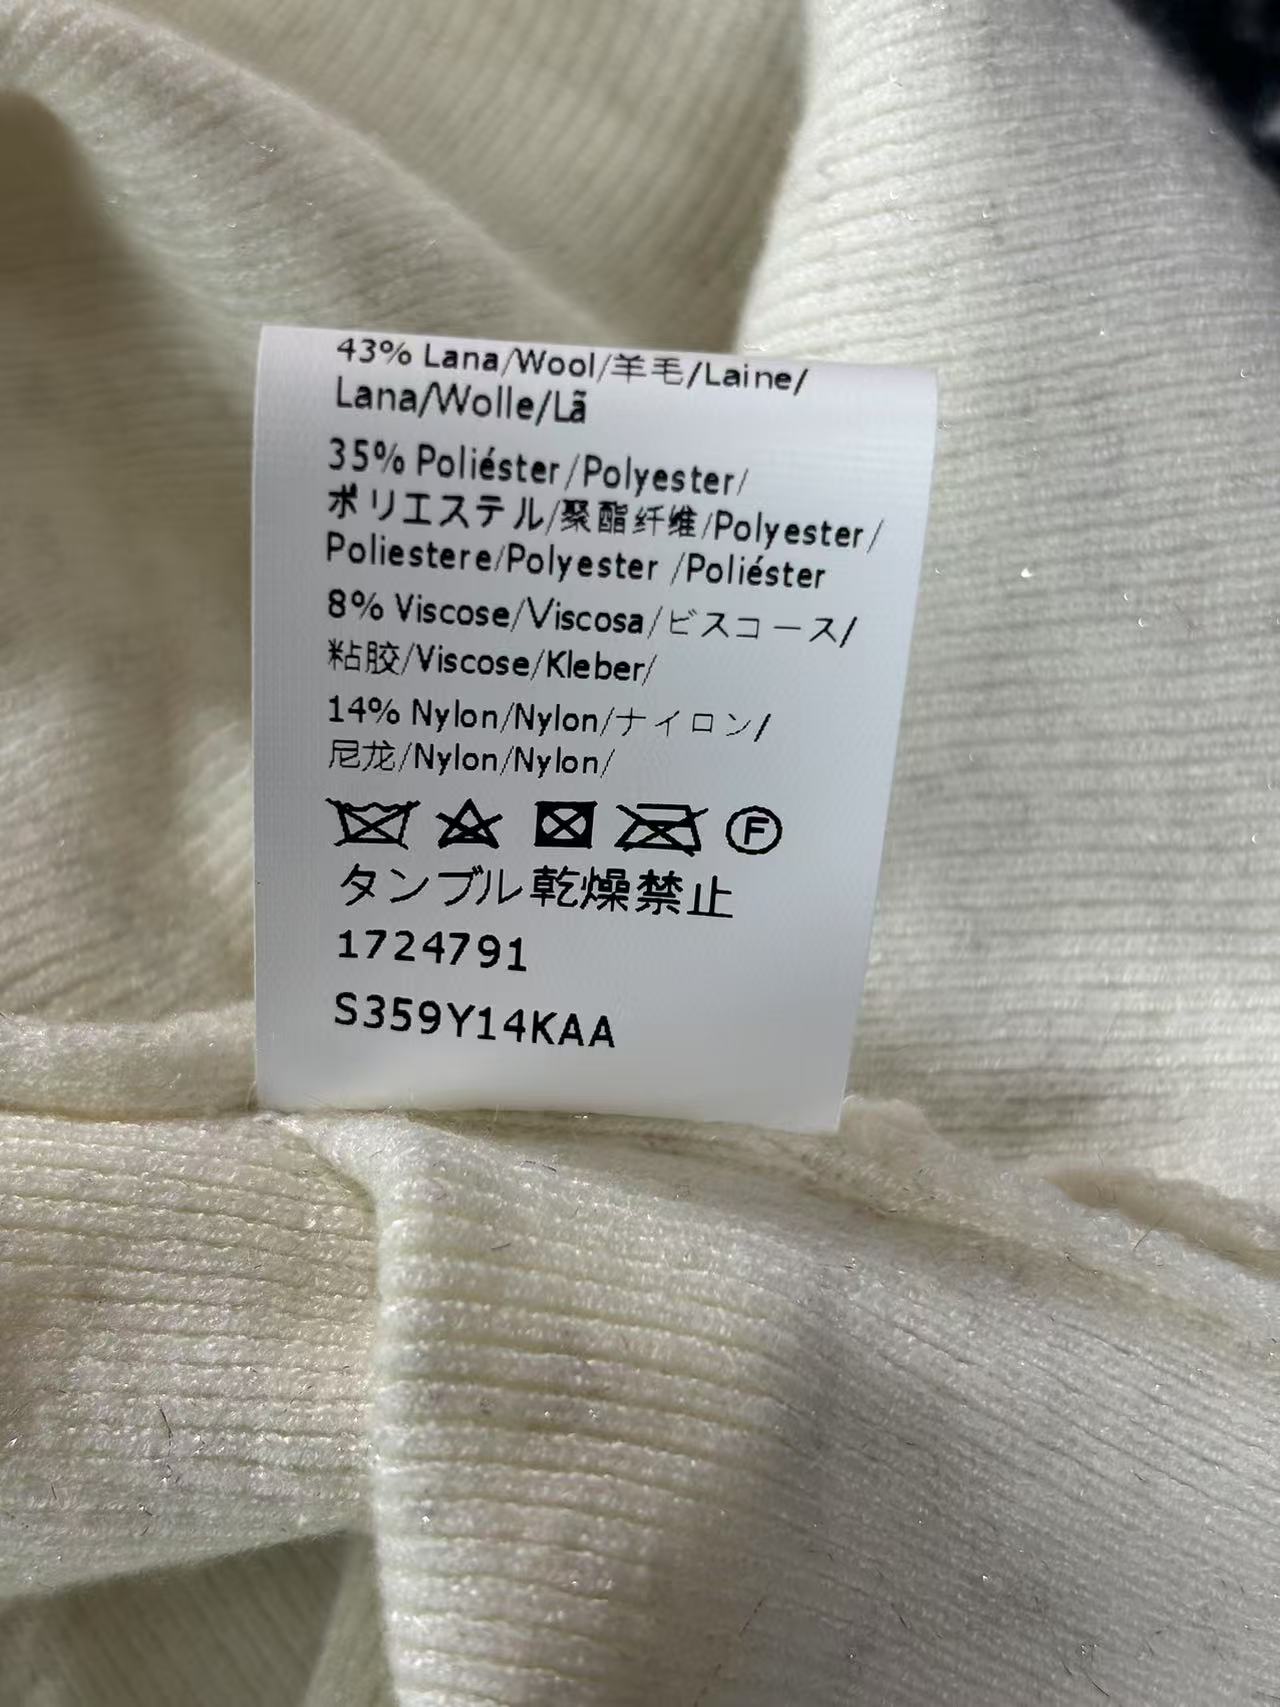 43% Lana/Wool/羊毛/Laine/
Lana/Wolle/Lã
35% Poliéster/Polyester/
ポリエステル/聚酯纤维/Polyester/
Poliestere/Polyester /Poliéster
8% Viscose/Viscosa/ビスコース/
粘胶/Viscose/Kleber/
14% Nylon/Nylon/ナイロン/
尼龙/Nylon/Nylon/
F
タンブル乾燥禁止
1724791
S359Y14KAA